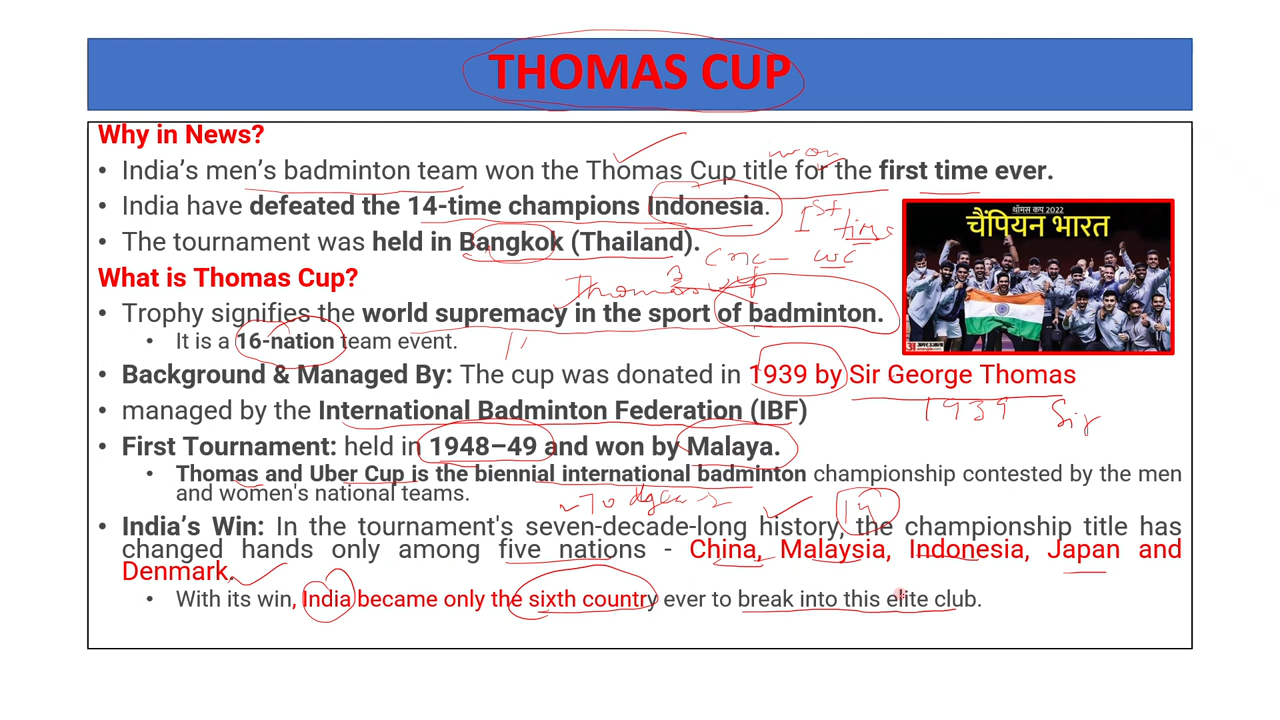 THOMAS CUP
Why in News?
• India's men's badminton team won the Thomas Cup title for the first time ever.
won
• India have defeated the 14-time champions Indonesia.
1st time
• The tournament was held in Bangkok (Thailand).
WC
What is Thomas Cup?
Thomas Cup
थॉमस कप 2022
चैंपियन भारत
अमर उजाला
• Trophy signifies the world supremacy in the sport of badminton.
• It is a 16-nation team event.
• Background & Managed By: The cup was donated in 1939 by Sir George Thomas
1939 Sir
• managed by the International Badminton Federation (IBF)
• First Tournament: held in 1948–49 and won by Malaya.
• Thomas and Uber Cup is the biennial international badminton championship contested by the men
and women's national teams.
19
• India's Win: In the tournament's seven-decade-long history, the championship title has
changed hands only among five nations - China, Malaysia, Indonesia, Japan and
Denmark.
• With its win, India became only the sixth country ever to break into this elite club.